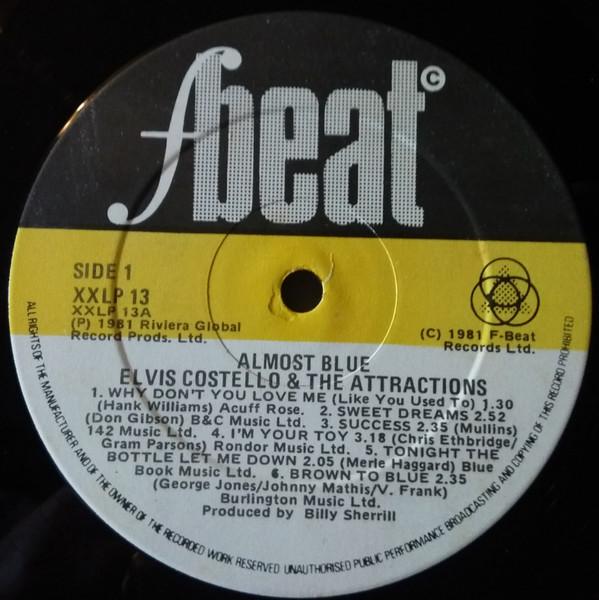 fbeat ©
SIDE 1
XXLP 13
XXLP 13A
(P) 1981 Riviera Global
Record Prods. Ltd.
(C) 1981 F-Beat
Records Ltd.
ALMOST BLUE
ELVIS COSTELLO & THE ATTRACTIONS
1. WHY DON'T YOU LOVE ME (Like You Used To) 1.30
(Hank Williams) Acuff Rose. 2. SWEET DREAMS 2.52
(Don Gibson) B&C Music Ltd. 3. SUCCESS 2.35 (Mullins)
142 Music Ltd. 4. I'M YOUR TOY 3.18 (Chris Ethbridge/
Gram Parsons) Rondor Music Ltd. 5. TONIGHT THE
BOTTLE LET ME DOWN 2.05 (Merle Haggard) Blue
Book Music Ltd. 6. BROWN TO BLUE 2.35
(George Jones/Johnny Mathis/V. Frank)
Burlington Music Ltd.
Produced by Billy Sherrill
ALL RIGHTS OF THE MANUFACTURER AND OF THE OWNER OF THE RECORDED WORK RESERVED UNAUTHORISED PUBLIC PERFORMANCE BROADCASTING AND COPYING OF THIS RECORD PROHIBITED